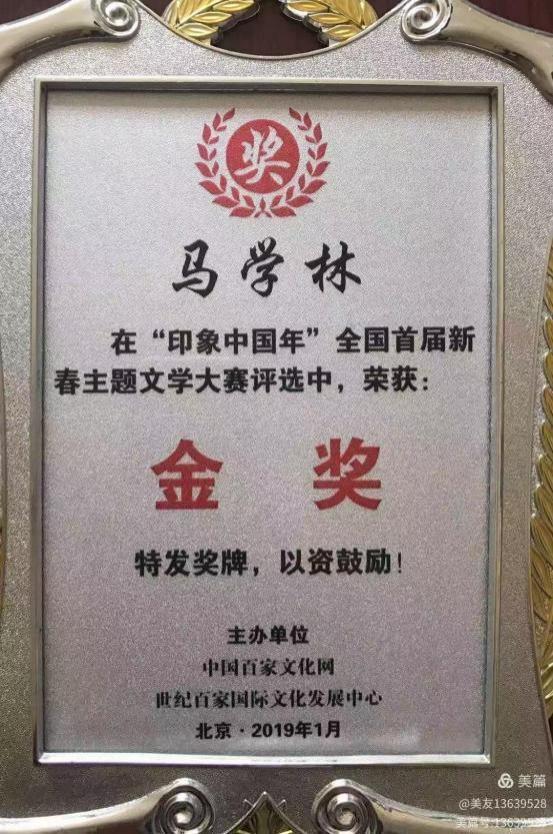 奖
马学林
在“印象中国年”全国首届新
春主题文学大赛评选中，荣获：
金 奖
特发奖牌，以资鼓励！
主办单位
中国百家文化网
世纪百家国际文化发展中心
北京·2019年1月
美篇
@美友13639528
美篇号:13639528